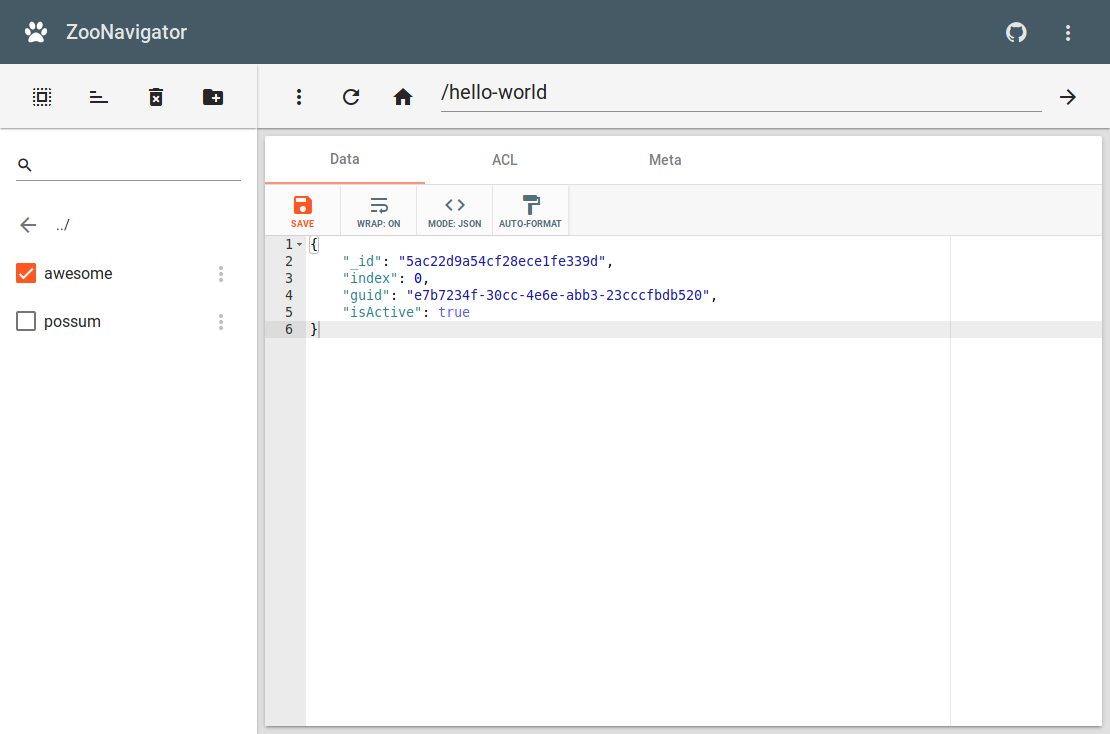 ZooNavigator
/hello-world
../
awesome
possum
Data ACL Meta
SAVE WRAP: ON MODE: JSON AUTO-FORMAT
1 {
2     "_id": "5ac22d9a54cf28ece1fe339d",
3     "index": 0,
4     "guid": "e7b7234f-30cc-4e6e-abb3-23cccfbdb520",
5     "isActive": true
6 }